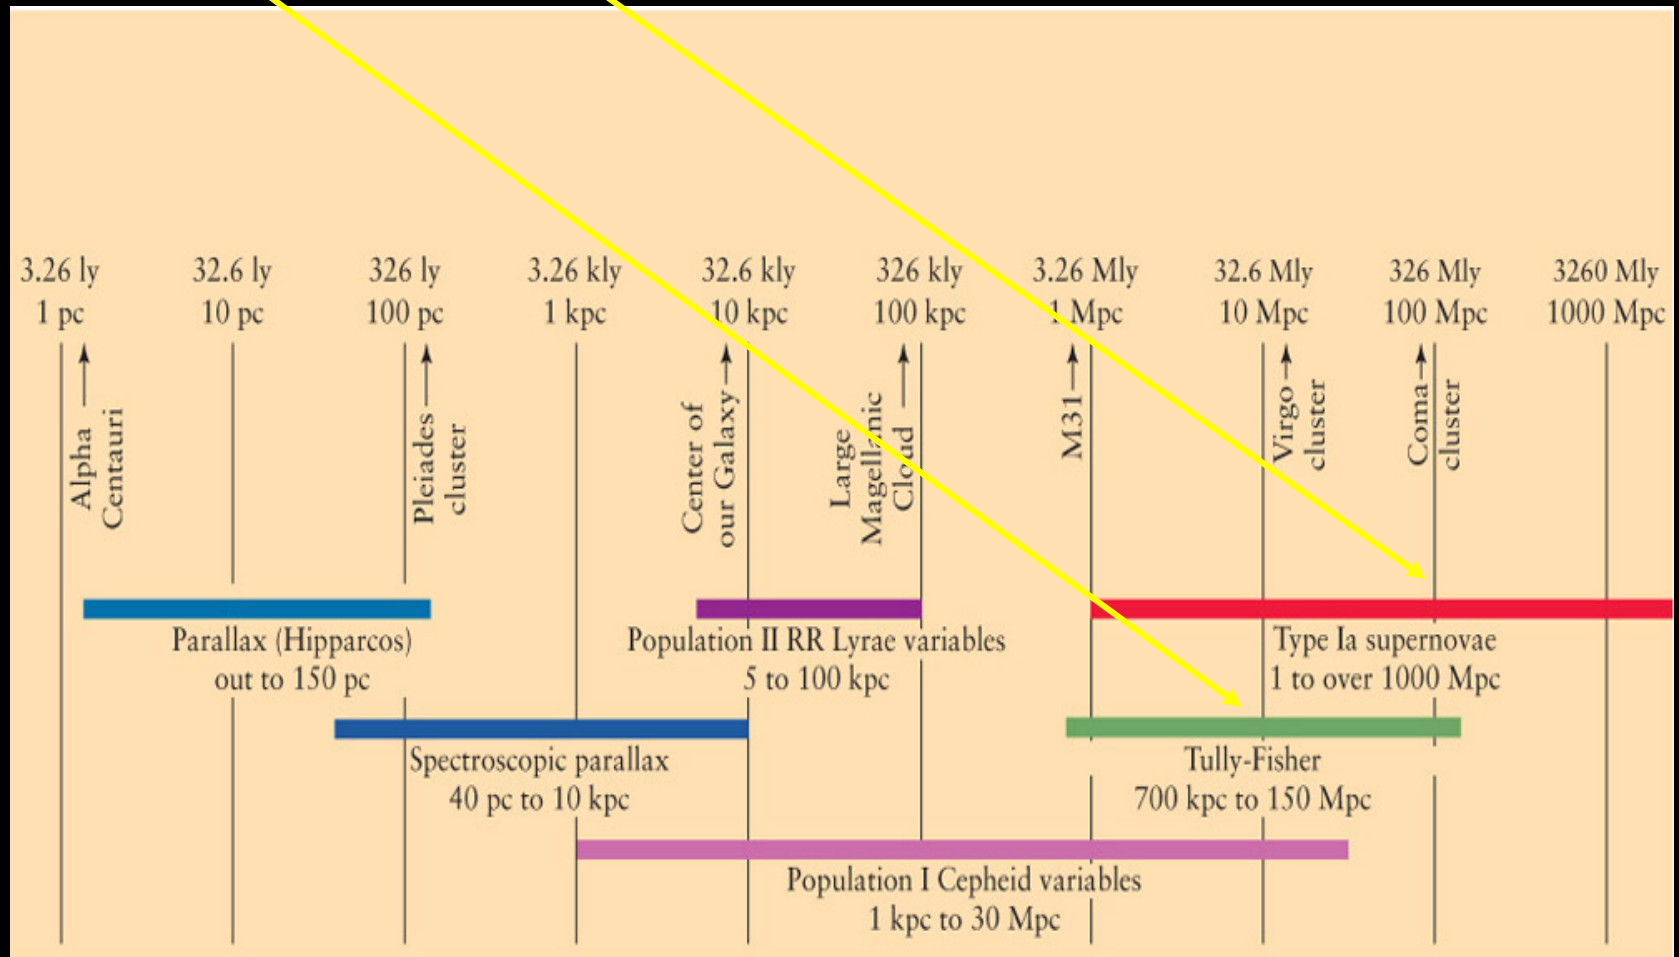 3.26 ly 32.6 ly 326 ly 3.26 kly 32.6 kly 326 kly 3.26 Mly 32.6 Mly 326 Mly 3260 Mly
1 pc 10 pc 100 pc 1 kpc 10 kpc 100 kpc 1 Mpc 10 Mpc 100 Mpc 1000 Mpc
Alpha
Centauri
Pleiades
cluster
Center of
our Galaxy
Large
Magellanic
Cloud
M31
Virgo
cluster
Coma
cluster
Parallax (Hipparcos)
out to 150 pc
Population II RR Lyrae variables
5 to 100 kpc
Type Ia supernovae
1 to over 1000 Mpc
Spectroscopic parallax
40 pc to 10 kpc
Tully-Fisher
700 kpc to 150 Mpc
Population I Cepheid variables
1 kpc to 30 Mpc